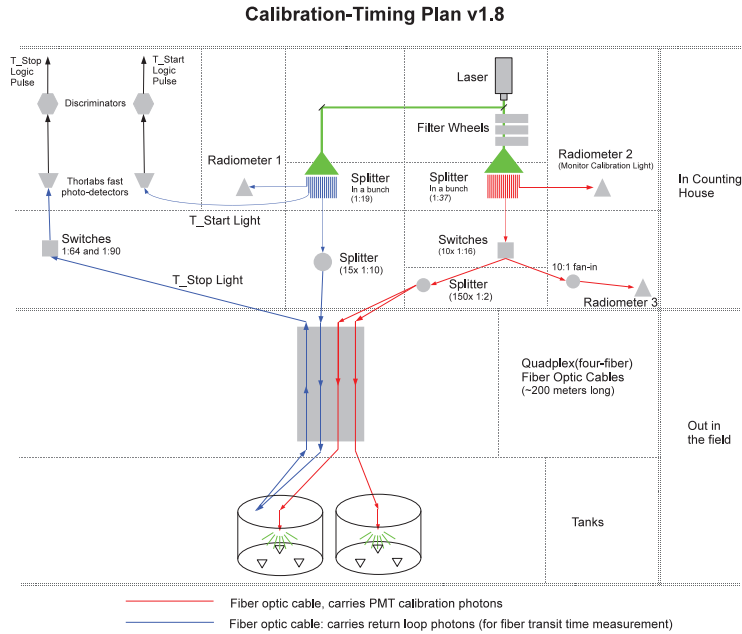 Calibration-Timing Plan v1.8
T_Stop
Logic
Pulse
T_Start
Logic
Pulse
Laser
Discriminators
Filter Wheels
Radiometer 1
Splitter
In a bunch
(1:19)
Splitter
In a bunch
(1:37)
Radiometer 2
(Monitor Calibration Light)
In Counting
House
Thorlabs fast
photo-detectors
T_Start Light
Switches
1:64 and 1:90
Switches
(10x 1:16)
Splitter
(15x 1:10)
T_Stop Light
Splitter
(150x 1:2)
10:1 fan-in
Radiometer 3
Quadplex(four-fiber)
Fiber Optic Cables
(~200 meters long)
Out in
the field
Tanks
Fiber optic cable, carries PMT calibration photons
Fiber optic cable: carries return loop photons (for fiber transit time measurement)